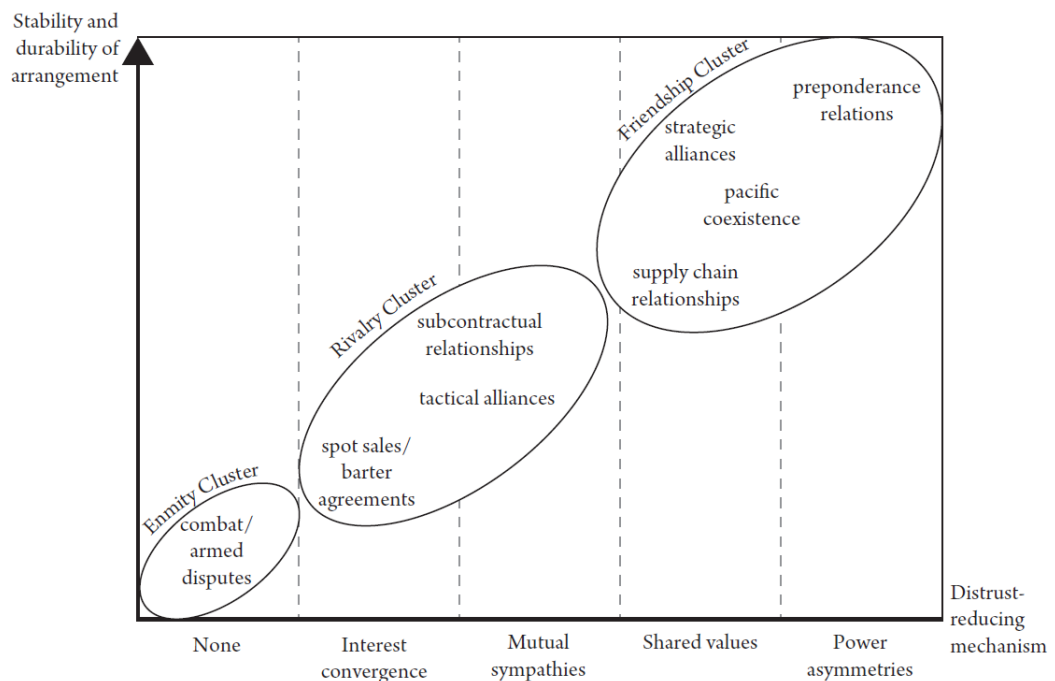 Stability and
durability of
arrangement
Friendship Cluster
preponderance
relations
strategic
alliances
pacific
coexistence
supply chain
relationships
Rivalry Cluster
subcontractual
relationships
tactical alliances
spot sales/
barter
agreements
Enmity Cluster
combat/
armed
disputes
None
Interest
convergence
Mutual
sympathies
Shared values
Power
asymmetries
Distrust-
reducing
mechanism